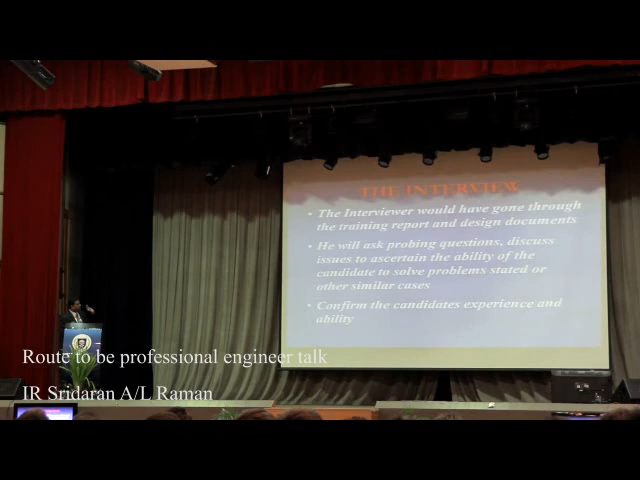 THE INTERVIEW
• The Interviewer would have gone through
the training report and design documents
• He will ask probing questions, discuss
issues to ascertain the ability of the
candidate to solve problems stated or
other similar cases
• Confirm the candidates experience and
ability
Route to be professional engineer talk
IR Sridaran A/L Raman